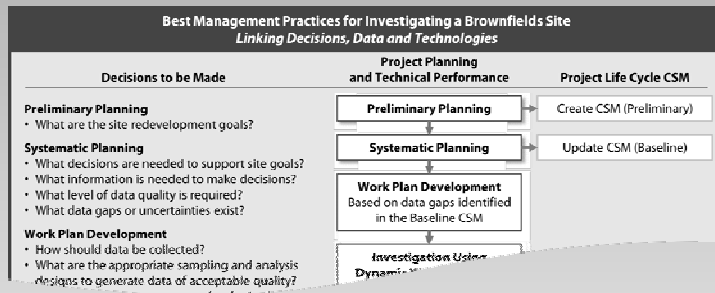 Best Management Practices for Investigating a Brownfields Site
Linking Decisions, Data and Technologies
Decisions to be Made
Project Planning
and Technical Performance
Project Life Cycle CSM
Preliminary Planning
• What are the site redevelopment goals?
Systematic Planning
• What decisions are needed to support site goals?
• What information is needed to make decisions?
• What level of data quality is required?
• What data gaps or uncertainties exist?
Work Plan Development
• How should data be collected?
• What are the appropriate sampling and analysis
designs to generate data of acceptable quality?
Preliminary Planning
Systematic Planning
Work Plan Development
Based on data gaps identified
in the Baseline CSM
Investigation Using
Create CSM (Preliminary)
Update CSM (Baseline)